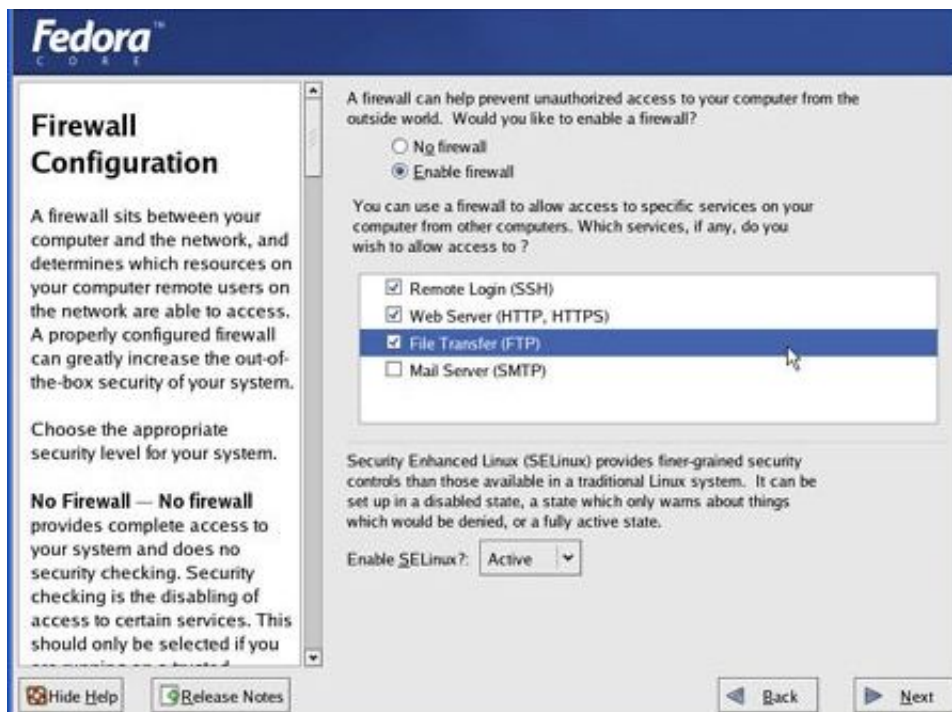 Fedora™
CORE
Firewall
Configuration
A firewall sits between your
computer and the network, and
determines which resources on
your computer remote users on
the network are able to access.
A properly configured firewall
can greatly increase the out-of-
the-box security of your system.
Choose the appropriate
security level for your system.
No Firewall — No firewall
provides complete access to
your system and does no
security checking. Security
checking is the disabling of
access to certain services. This
should only be selected if you
A firewall can help prevent unauthorized access to your computer from the
outside world. Would you like to enable a firewall?
No firewall
Enable firewall
You can use a firewall to allow access to specific services on your
computer from other computers. Which services, if any, do you
wish to allow access to ?
Remote Login (SSH)
Web Server (HTTP, HTTPS)
File Transfer (FTP)
Mail Server (SMTP)
Security Enhanced Linux (SELinux) provides finer-grained security
controls than those available in a traditional Linux system. It can be
set up in a disabled state, a state which only warns about things
which would be denied, or a fully active state.
Enable SELinux?: Active
Hide Help
Release Notes
Back
Next